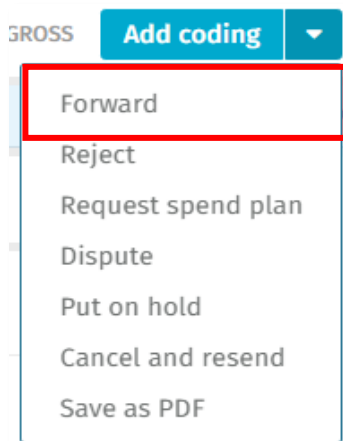 GROSS Add coding
Forward
Reject
Request spend plan
Dispute
Put on hold
Cancel and resend
Save as PDF